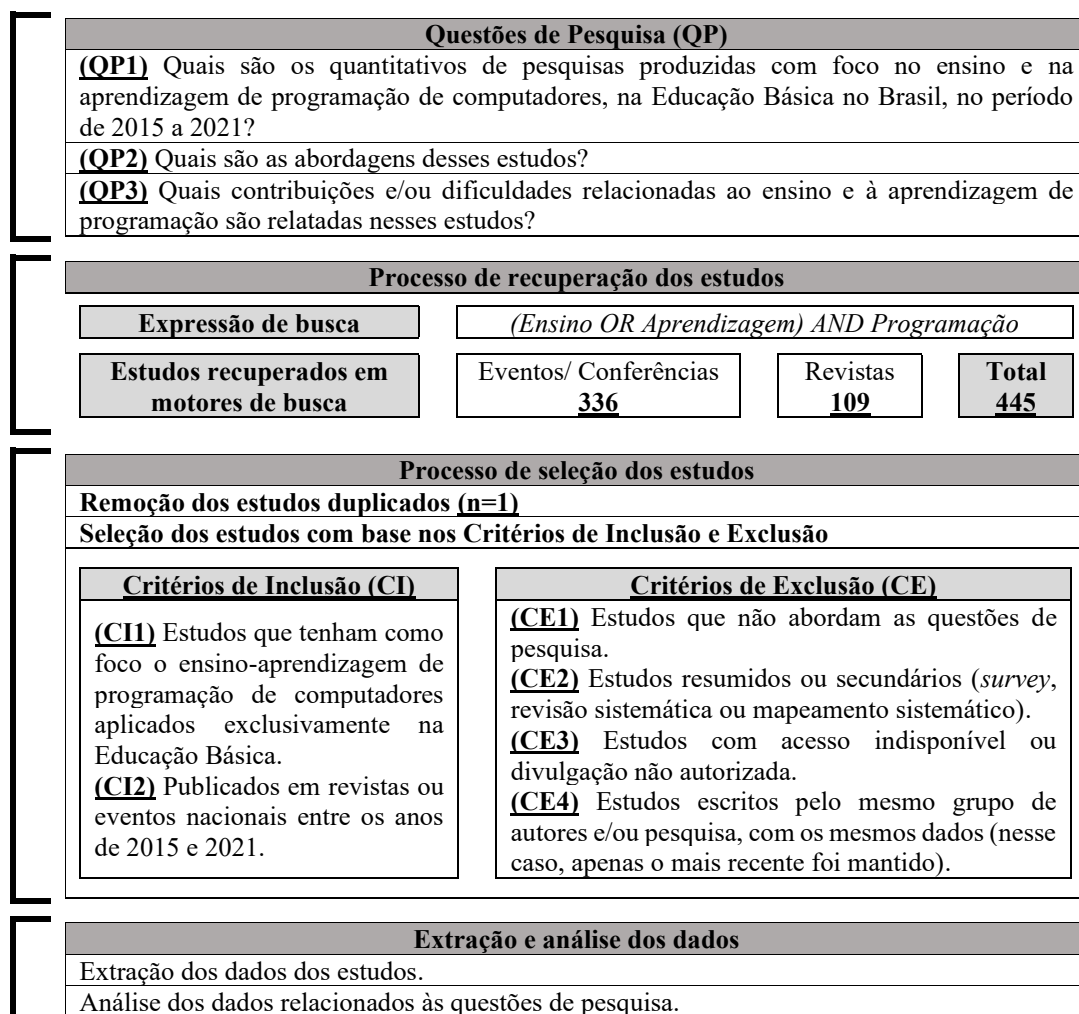 Questões de Pesquisa (QP)
(QP1) Quais são os quantitativos de pesquisas produzidas com foco no ensino e na
aprendizagem de programação de computadores, na Educação Básica no Brasil, no período
de 2015 a 2021?
(QP2) Quais são as abordagens desses estudos?
(QP3) Quais contribuições e/ou dificuldades relacionadas ao ensino e à aprendizagem de
programação são relatadas nesses estudos?
Processo de recuperação dos estudos
Expressão de busca
(Ensino OR Aprendizagem) AND Programação
Estudos recuperados em
motores de busca
Eventos/ Conferências
336
Revistas
109
Total
445
Processo de seleção dos estudos
Remoção dos estudos duplicados (n=1)
Seleção dos estudos com base nos Critérios de Inclusão e Exclusão
Critérios de Inclusão (CI)
(CI1) Estudos que tenham como
foco o ensino-aprendizagem de
programação de computadores
aplicados exclusivamente na
Educação Básica.
(CI2) Publicados em revistas ou
eventos nacionais entre os anos
de 2015 e 2021.
Critérios de Exclusão (CE)
(CE1) Estudos que não abordam as questões de
pesquisa.
(CE2) Estudos resumidos ou secundários (survey,
revisão sistemática ou mapeamento sistemático).
(CE3) Estudos com acesso indisponível ou
divulgação não autorizada.
(CE4) Estudos escritos pelo mesmo grupo de
autores e/ou pesquisa, com os mesmos dados (nesse
caso, apenas o mais recente foi mantido).
Extração e análise dos dados
Extração dos dados dos estudos.
Análise dos dados relacionados às questões de pesquisa.